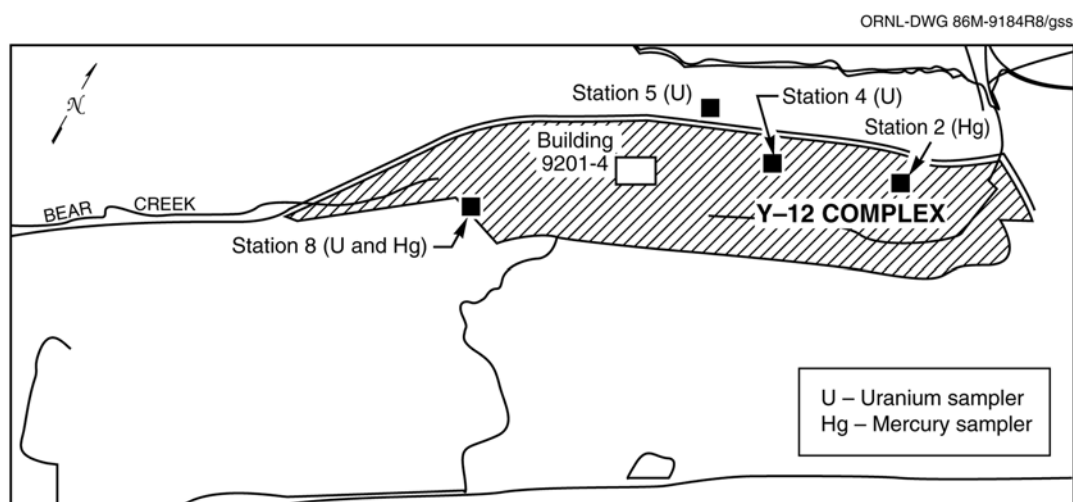 ORNL-DWG 86M-9184R8/gss
N
Station 5 (U)
Station 4 (U)
Station 2 (Hg)
Building
9201-4
BEAR CREEK
Y–12 COMPLEX
Station 8 (U and Hg)
U – Uranium sampler
Hg – Mercury sampler